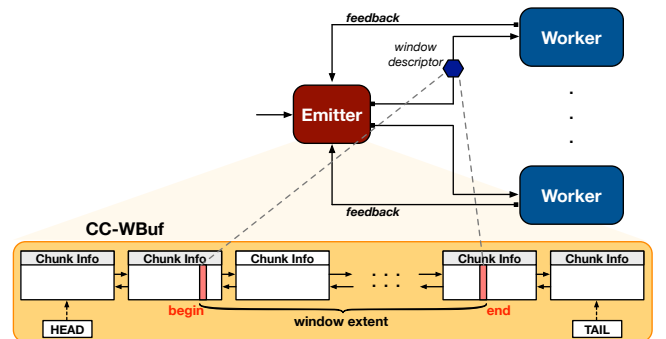 feedback
window
descriptor
Worker
Emitter
.
.
.
Worker
feedback
CC-WBuf
Chunk Info
Chunk Info
Chunk Info
Chunk Info
Chunk Info
. . .
begin
end
window extent
HEAD
TAIL